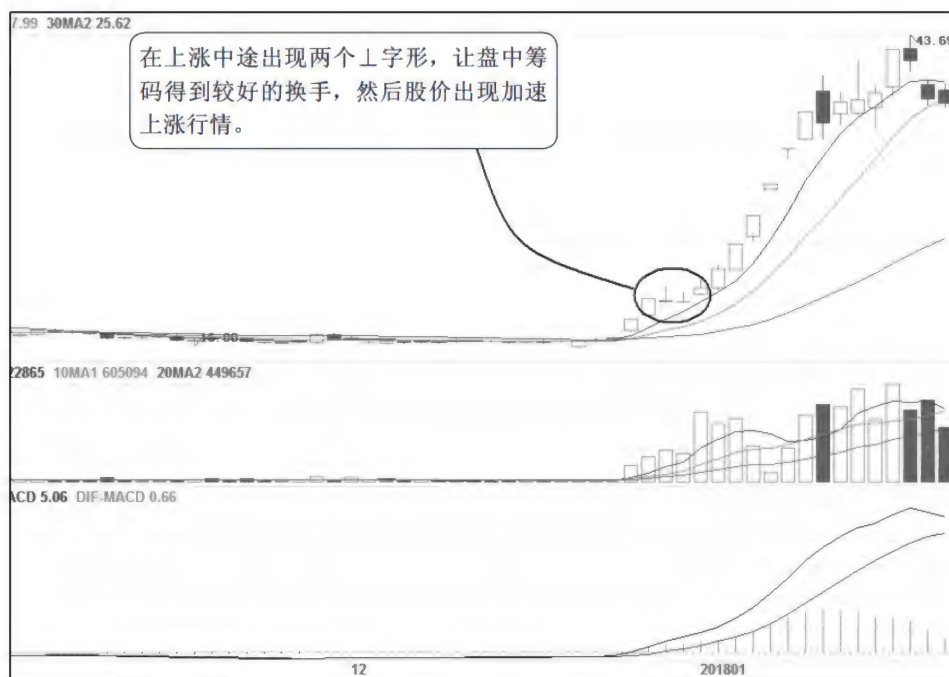 7.99 30MA2 25.62
在上涨中途出现两个⊥字形，让盘中筹
码得到较好的换手，然后股价出现加速
上涨行情。
43.69
15.00
22865 10MA1 605094 20MA2 449657
ACD 5.06 DIF-MACD 0.66
12 201801